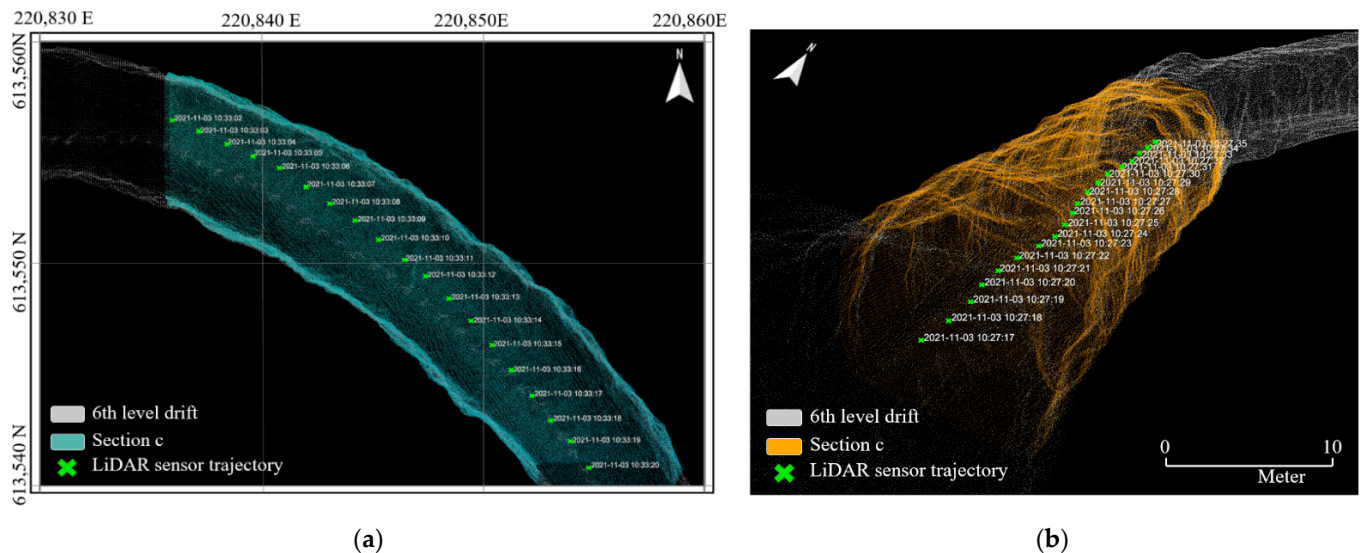 220,830 E
220,840 E
220,850E
220,860E
613,560N
613,550N
613,540 N
N
2021-11-03 10:33:02
2021-11-03 10:33:03
2021-11-03 10:33:04
2021-11-03 10:33:05
2021-11-03 10:33:06
2021-11-03 10:33:07
2021-11-03 10:33:08
2021-11-03 10:33:09
2021-11-03 10:33:10
2021-11-03 10:33:11
2021-11-03 10:33:12
2021-11-03 10:33:13
2021-11-03 10:33:14
2021-11-03 10:33:15
2021-11-03 10:33:16
2021-11-03 10:33:17
2021-11-03 10:33:18
2021-11-03 10:33:19
2021-11-03 10:33:20
6th level drift
Section c
LiDAR sensor trajectory
(a)
N
10:27:35
10:27:31
2021-11-03 10:27:30
2021-11-03 10:27:29
2021-11-03 10:27:28
2021-11-03 10:27:27
2021-11-03 10:27:26
2021-11-03 10:27:25
2021-11-03 10:27:24
2021-11-03 10:27:23
2021-11-03 10:27:22
2021-11-03 10:27:21
2021-11-03 10:27:20
2021-11-03 10:27:19
2021-11-03 10:27:18
2021-11-03 10:27:17
6th level drift
Section c
LiDAR sensor trajectory
0 10
Meter
(b)